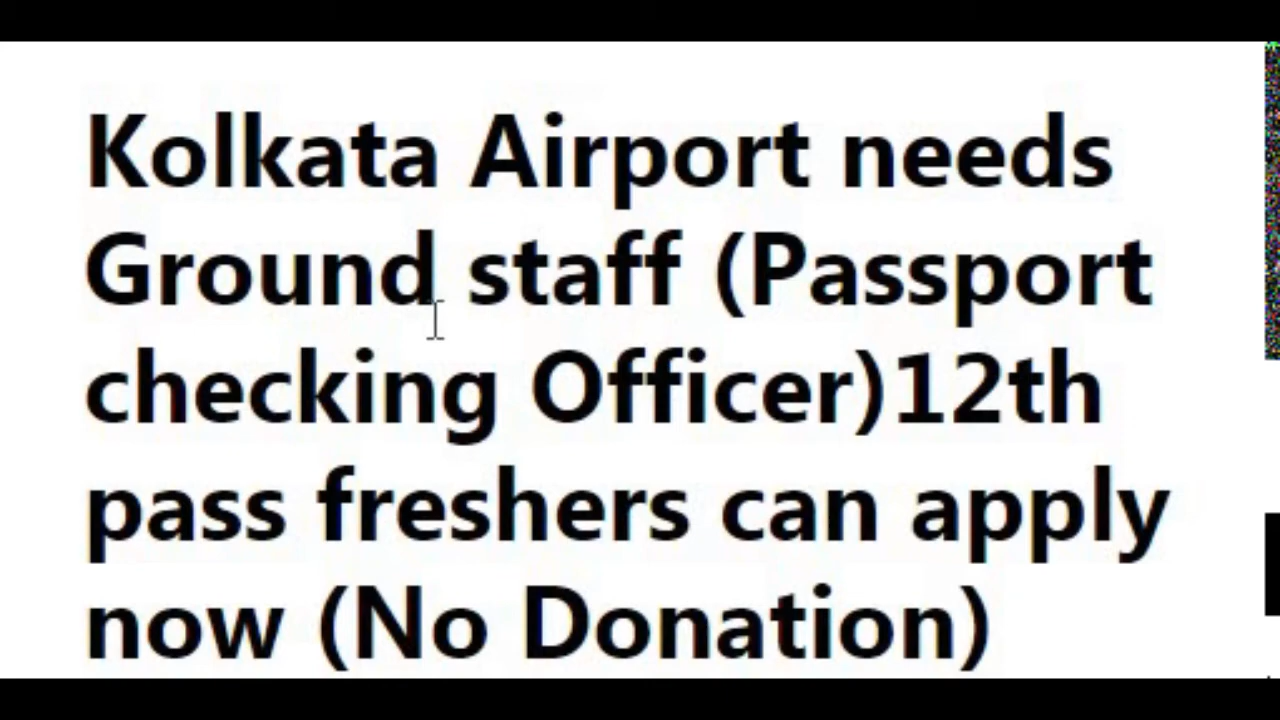 Kolkata Airport needs
Ground staff (Passport
checking Officer)12th
pass freshers can apply
now (No Donation)